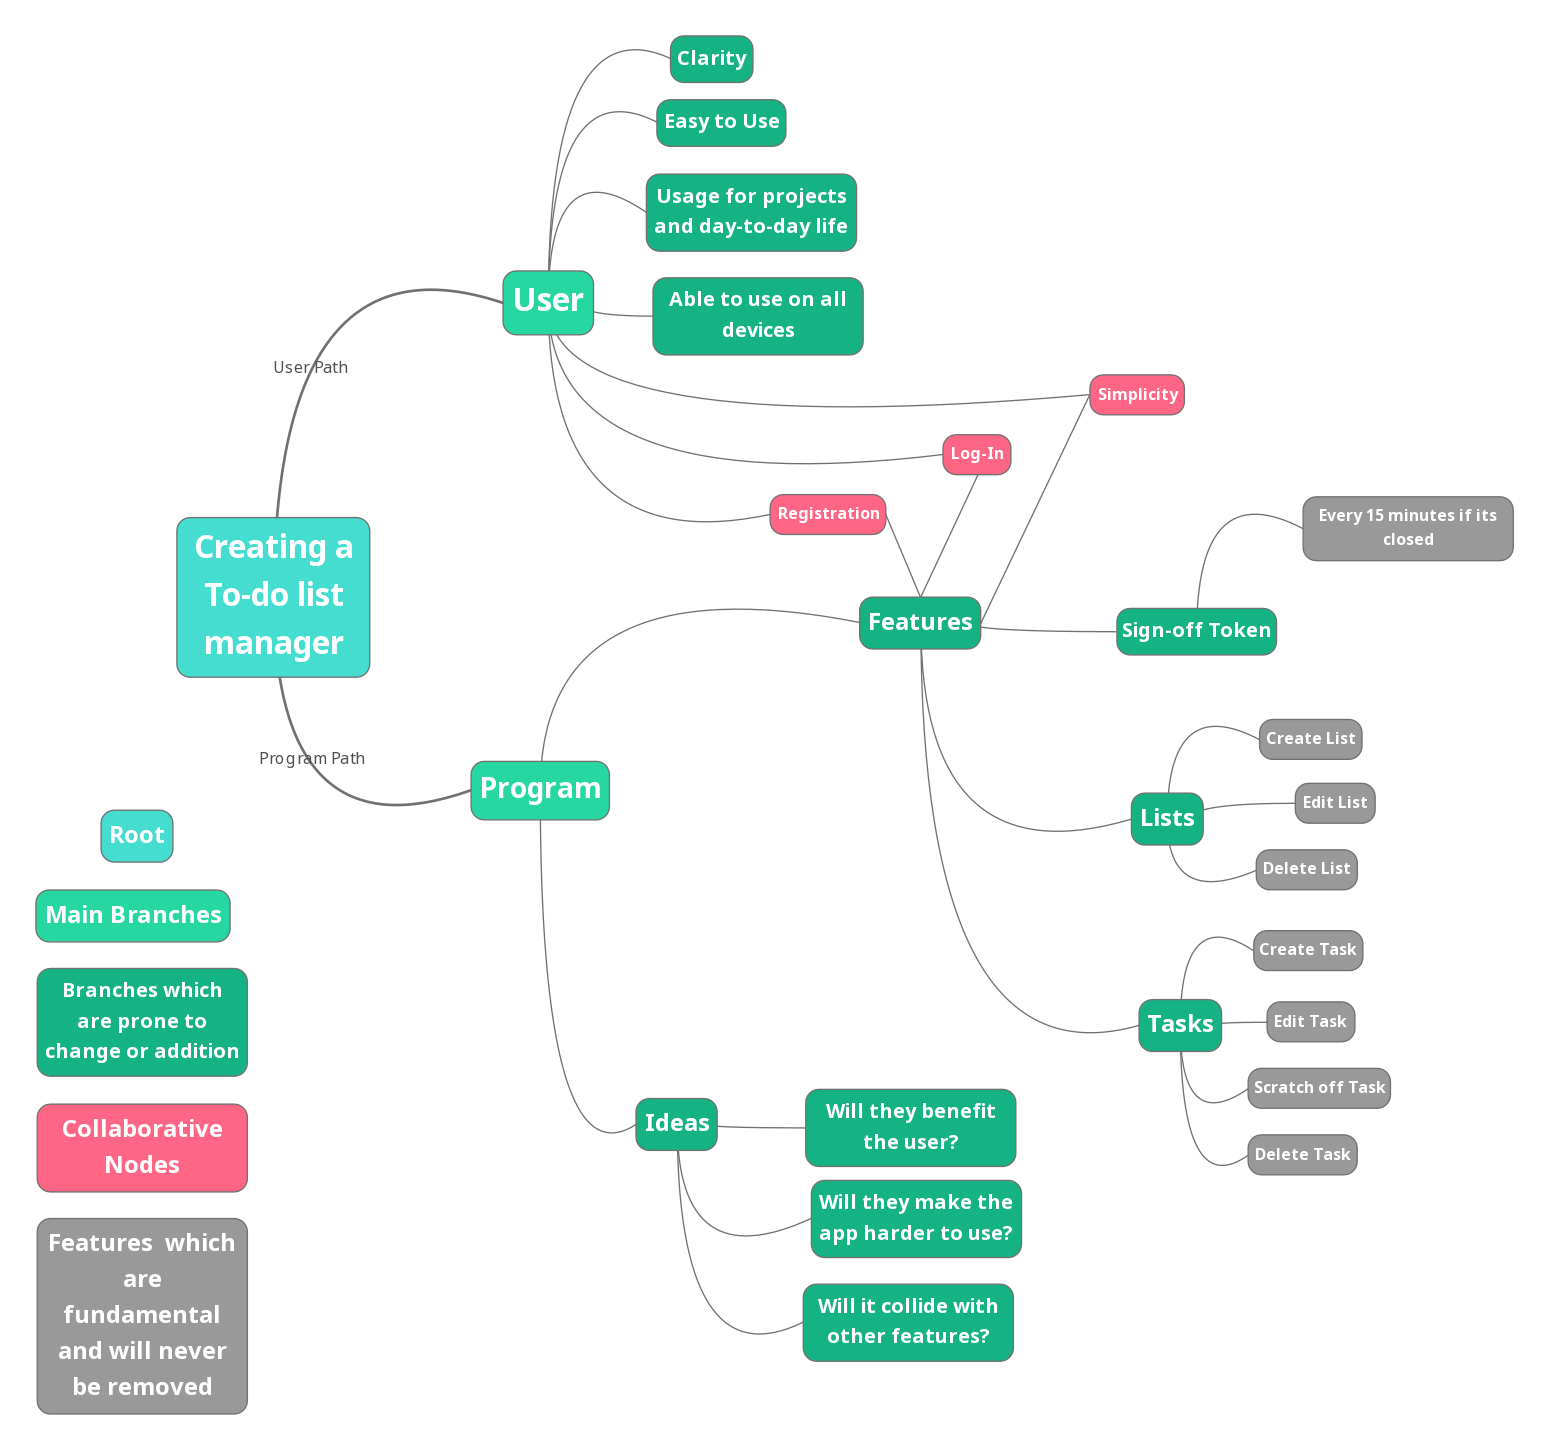 Clarity
Easy to Use
Usage for projects
and day-to-day life
User
Able to use on all
devices
User Path
Simplicity
Log-In
Registration
Every 15 minutes if its
closed
Creating a
To-do list
manager
Features
Sign-off Token
Program Path
Program
Create List
Edit List
Lists
Delete List
Create Task
Edit Task
Tasks
Scratch off Task
Delete Task
Ideas
Will they benefit
the user?
Will they make the
app harder to use?
Will it collide with
other features?
Root
Main Branches
Branches which
are prone to
change or addition
Collaborative
Nodes
Features  which
are
fundamental
and will never
be removed